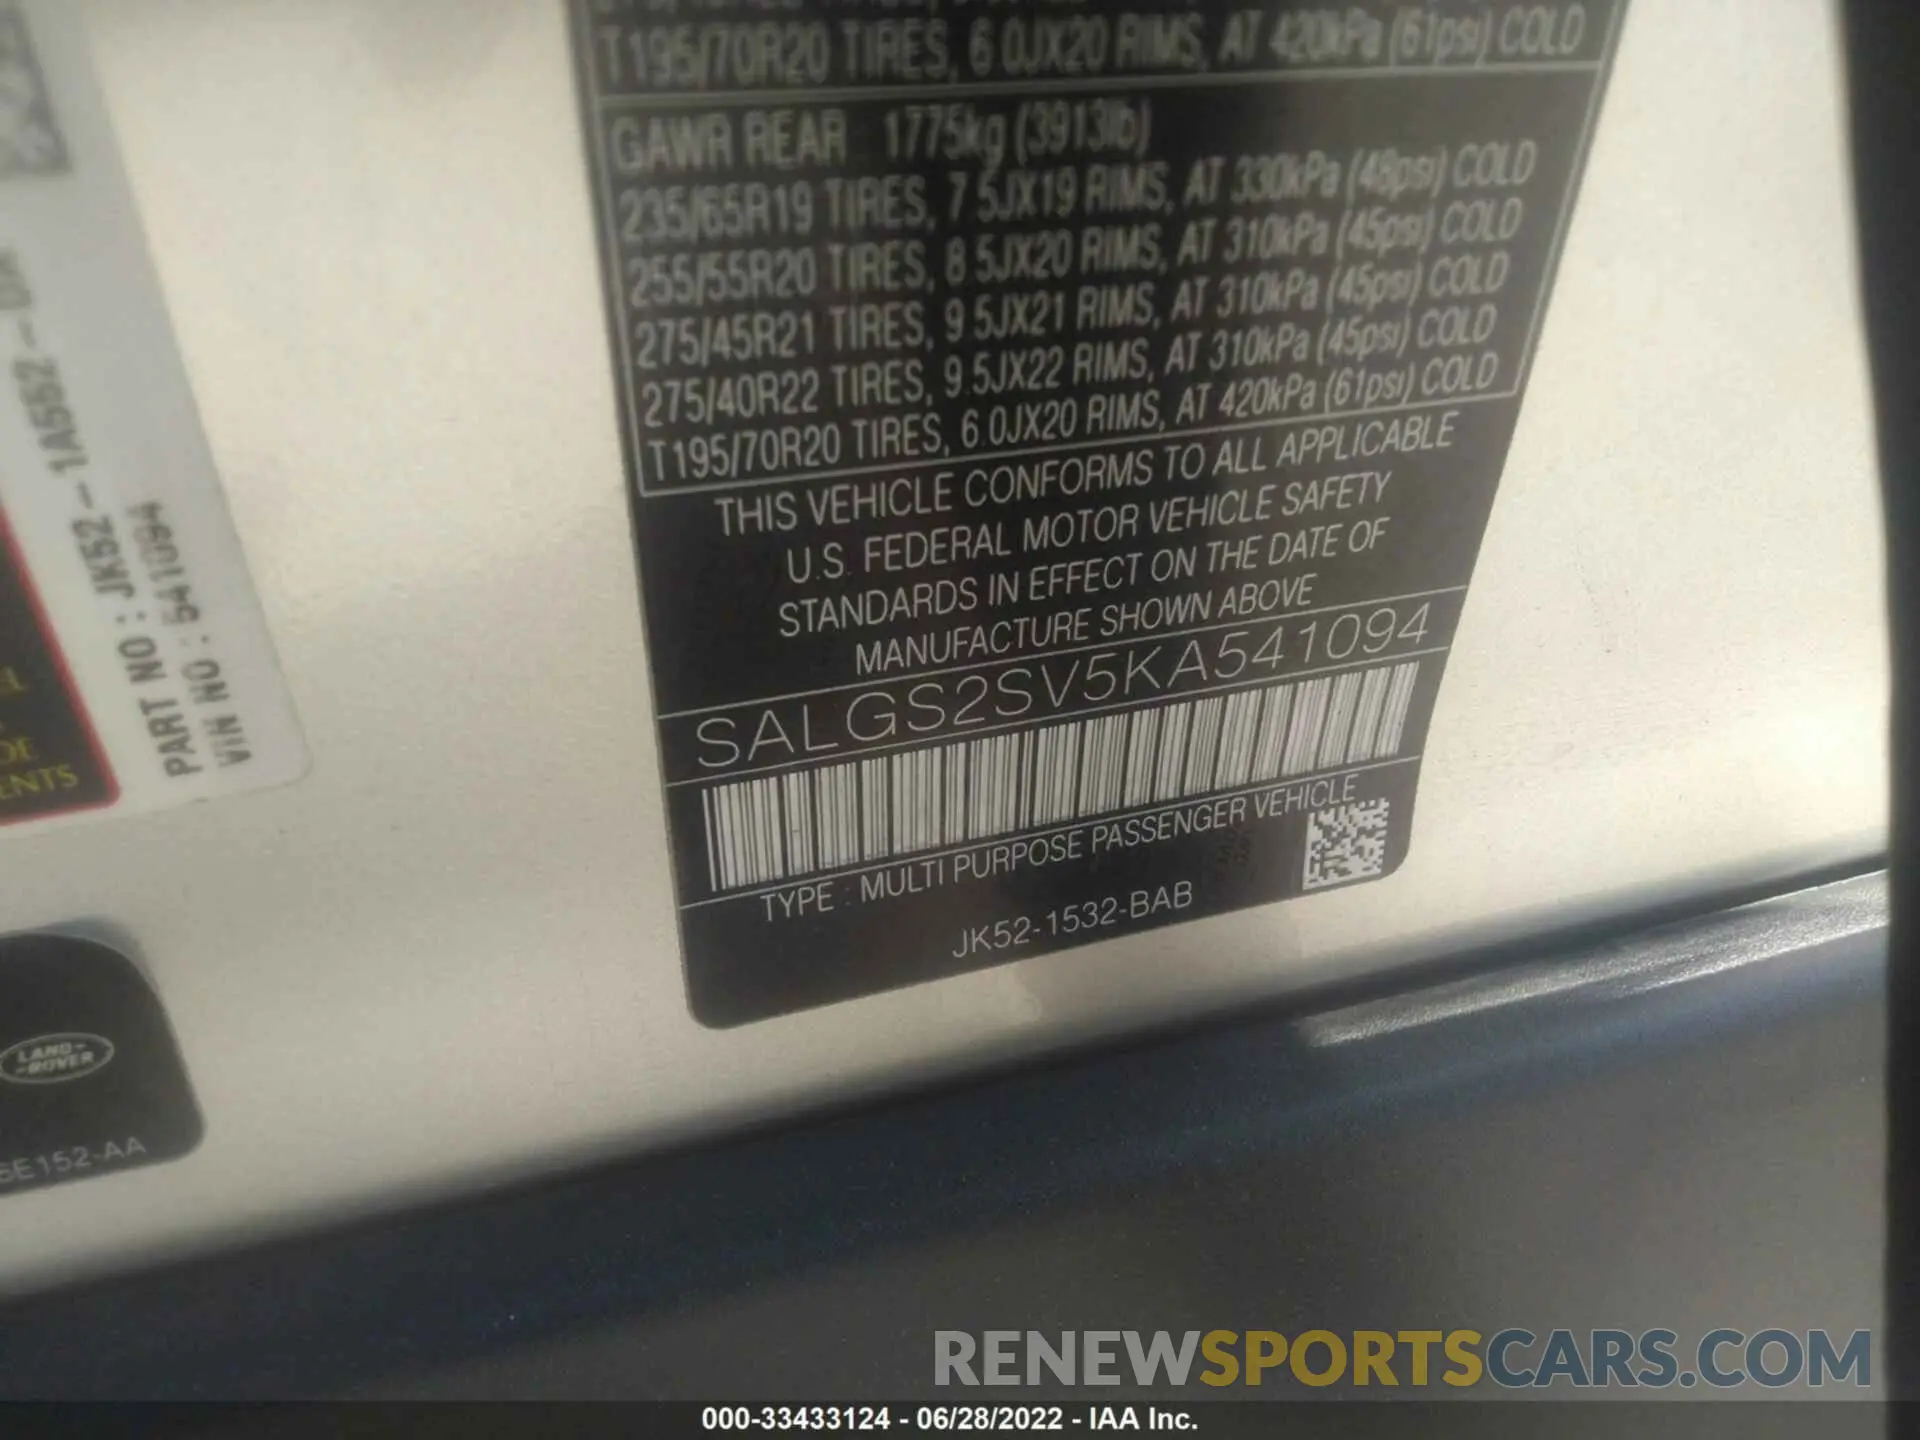 T195/70R20 TIRES, 6.0JX20 RIMS, AT 420kPa (61psi) COLD
GAWR REAR 1775kg (3913lb)
235/65R19 TIRES, 7.5JX19 RIMS, AT 330kPa (48psi) COLD
255/55R20 TIRES, 8.5JX20 RIMS, AT 310kPa (45psi) COLD
275/45R21 TIRES, 9.5JX21 RIMS, AT 310kPa (45psi) COLD
275/40R22 TIRES, 9.5JX22 RIMS, AT 310kPa (45psi) COLD
T195/70R20 TIRES, 6.0JX20 RIMS, AT 420kPa (61psi) COLD
THIS VEHICLE CONFORMS TO ALL APPLICABLE
U.S. FEDERAL MOTOR VEHICLE SAFETY
STANDARDS IN EFFECT ON THE DATE OF
MANUFACTURE SHOWN ABOVE
SALGS2SV5KA541094
TYPE : MULTI PURPOSE PASSENGER VEHICLE
JK52-1532-BAB
PART NO : JK52-1A552-
VIN NO : 541094
ENTS
LAND-
-ROVER
6E152-AA
RENEWSPORTSCARS.COM
000-33433124 - 06/28/2022 - IAA Inc.